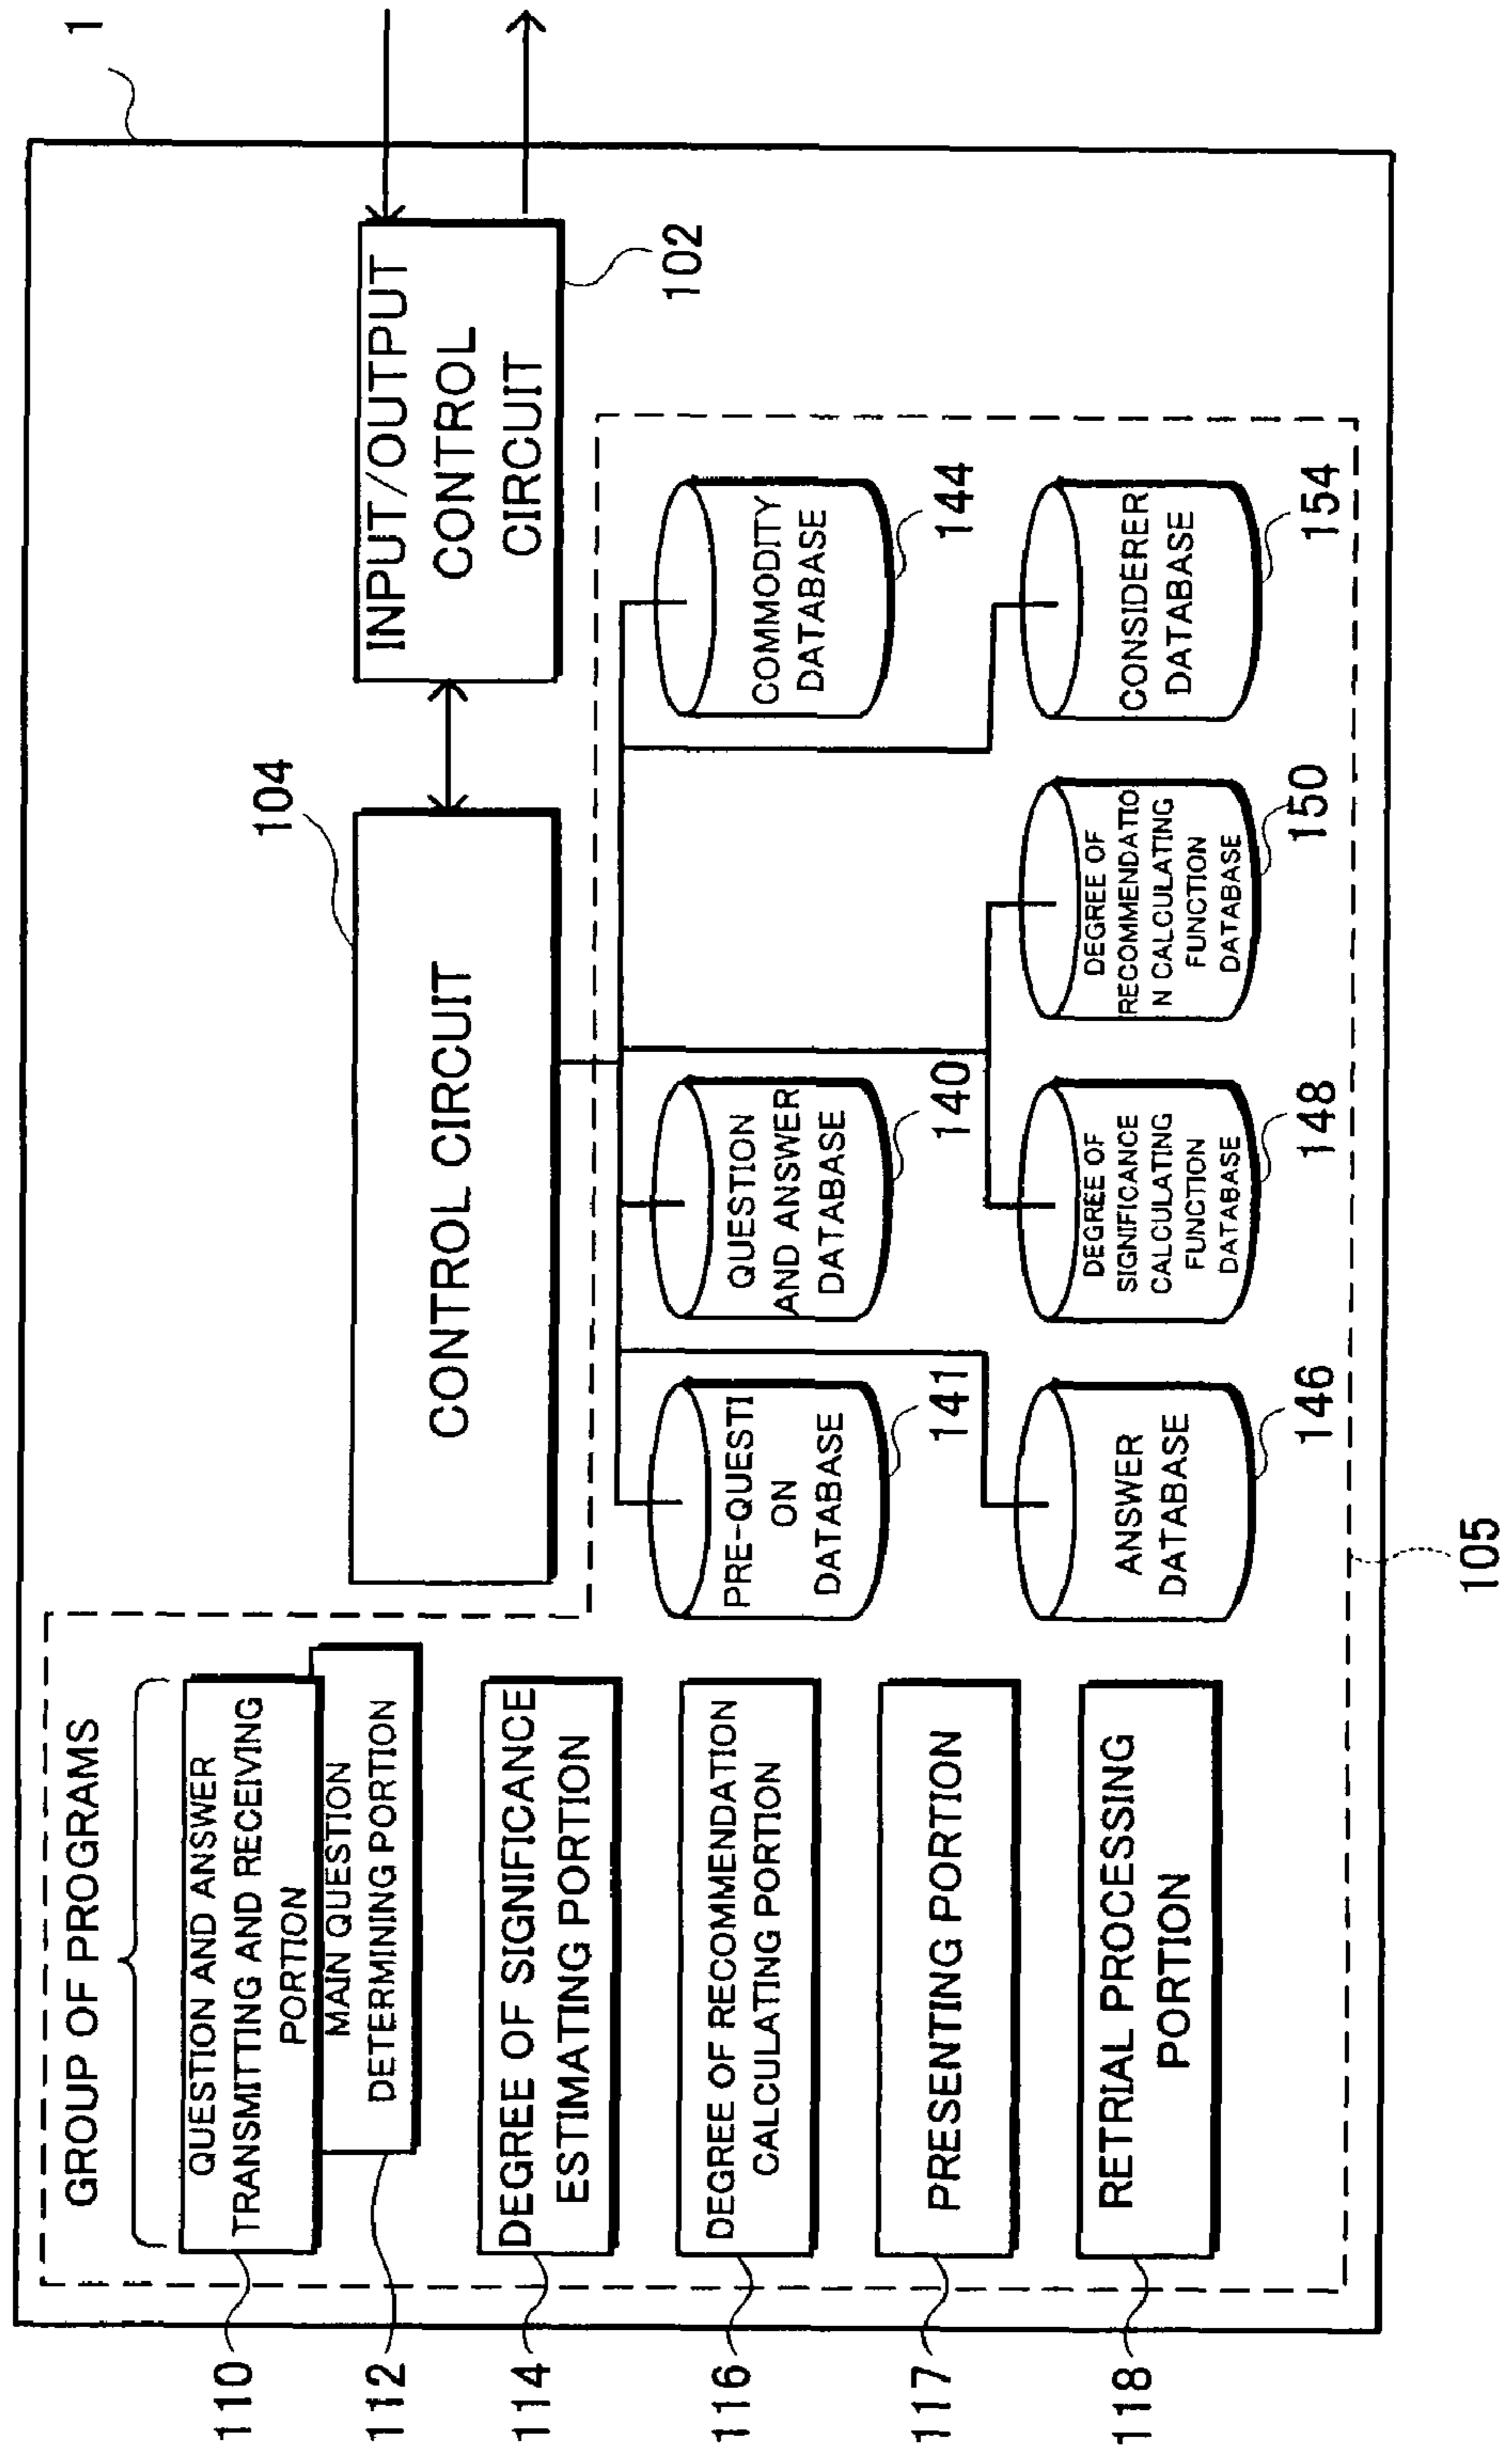 1
INPUT/OUTPUT
CONTROL
CIRCUIT
102
104
CONTROL CIRCUIT
GROUP OF PROGRAMS
QUESTION AND ANSWER
TRANSMITTING AND RECEIVING
PORTION
110
MAIN QUESTION
DETERMINING PORTION
112
DEGREE OF SIGNIFICANCE
ESTIMATING PORTION
114
DEGREE OF RECOMMENDATION
CALCULATING PORTION
116
PRESENTING PORTION
117
RETRIAL PROCESSING
PORTION
118
PRE-QUESTI
ON
DATABASE
141
QUESTION
AND ANSWER
DATABASE
140
COMMODITY
DATABASE
144
ANSWER
DATABASE
146
DEGREE OF
SIGNIFICANCE
CALCULATING
FUNCTION
DATABASE
148
DEGREE OF
RECOMMENDATIO
N CALCULATING
FUNCTION
DATABASE
150
CONSIDERER
DATABASE
154
105